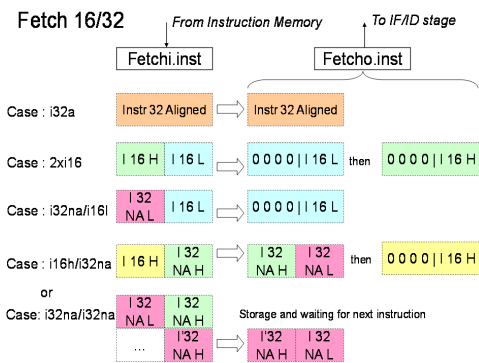 Fetch 16/32
From Instruction Memory
To IF/ID stage
Fetchi.inst
Fetcho.inst
Case : i32a
Instr 32 Aligned
Instr 32 Aligned
Case : 2xi16
I 16 H
I 16 L
0 0 0 0 | I 16 L
then
0 0 0 0 | I 16 H
Case : i32na/i16l
I 32
NA L
I 16 L
0 0 0 0 | I 16 L
Case : i16h/i32na
I 16 H
I 32
NA H
I 32
NA H
I 32
NA L
then
0 0 0 0 | I 16 H
or
Case: i32na/i32na
I 32
NA L
I 32
NA H
Storage and waiting for next instruction
...
I'32
NA H
I'32
NA H
I 32
NA L